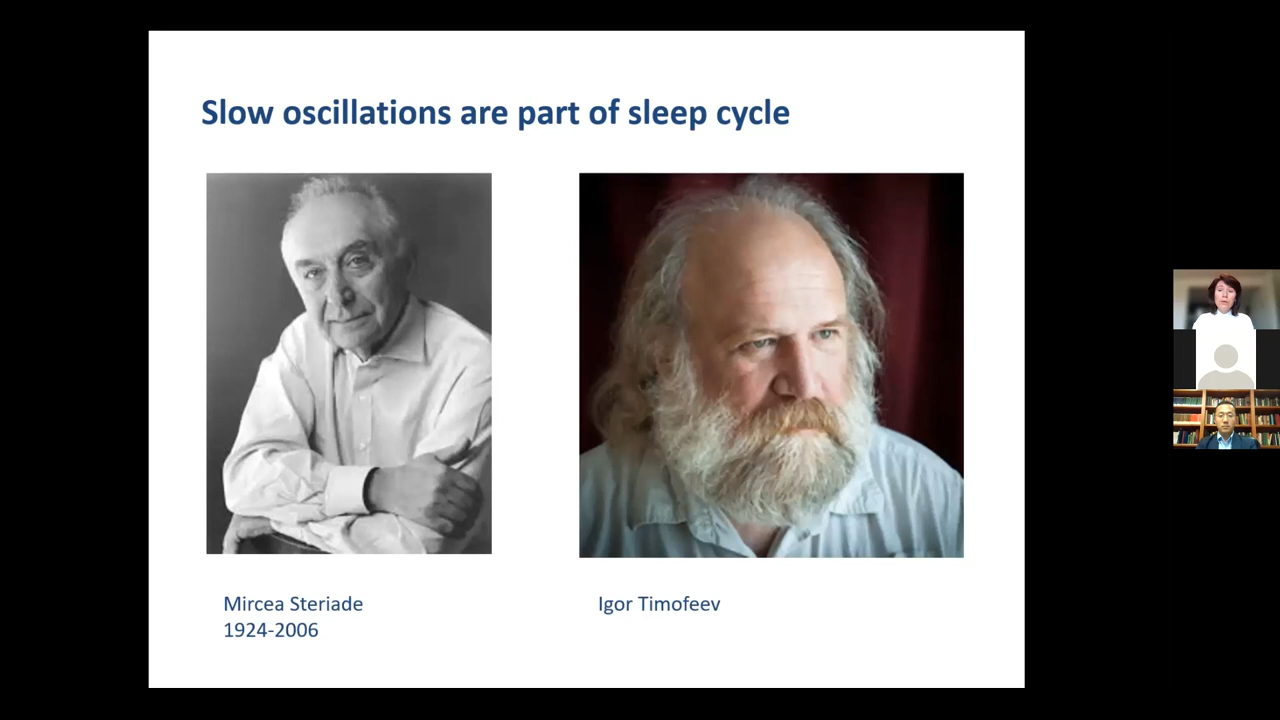 Slow oscillations are part of sleep cycle
Mircea Steriade
1924-2006
Igor Timofeev